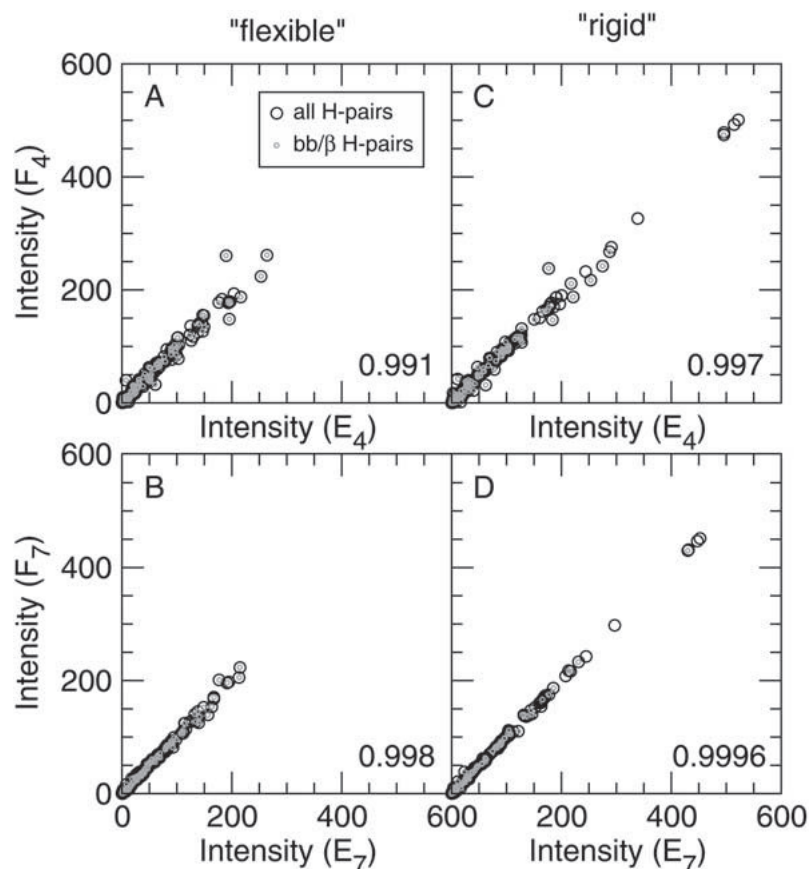 "flexible" "rigid"
600 A C
all H-pairs
bb/β H-pairs
400
Intensity (F₄)
200
0.991 0.997
0
Intensity (E₄) Intensity (E₄)
600 B D
400
Intensity (F₇)
200
0.998 0.9996
0
0 200 400 600 0 200 400 600
Intensity (E₇) Intensity (E₇)